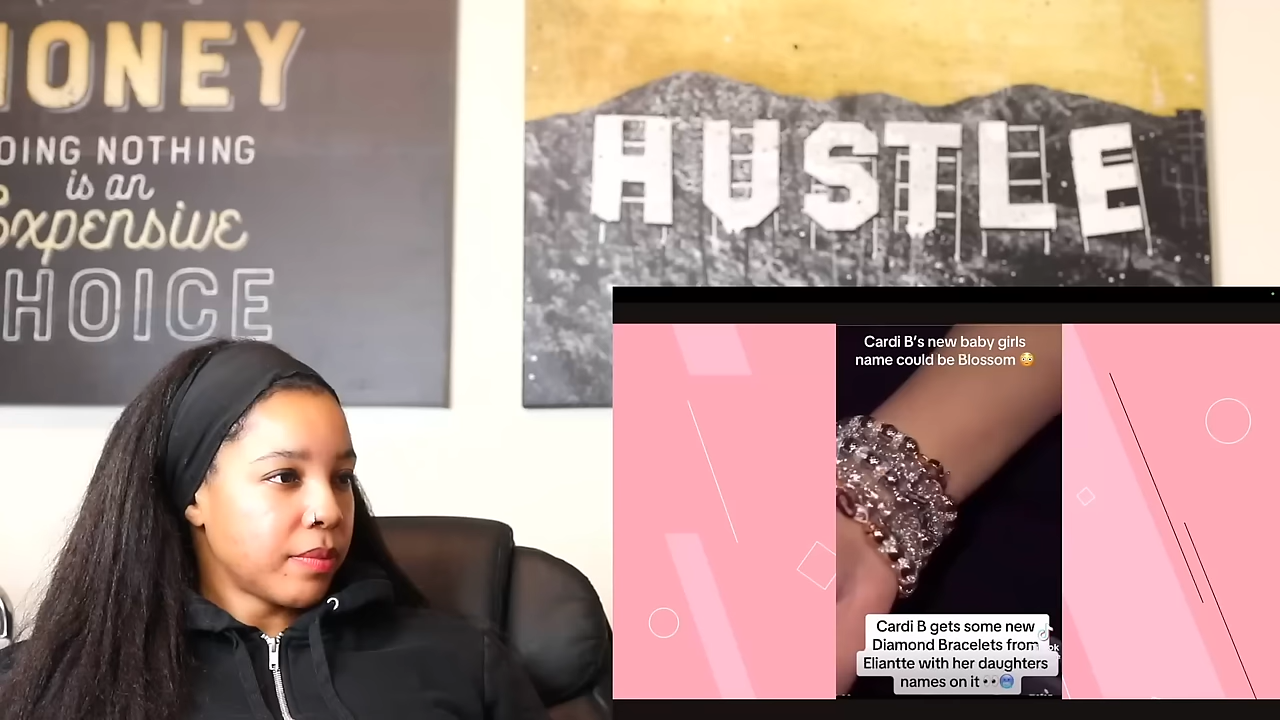 MONEY
DOING NOTHING
is an
Expensive
CHOICE
HUSTLE
Cardi B's new baby girls
name could be Blossom 😳
Cardi B gets some new
Diamond Bracelets from
Eliantte with her daughters
names on it 👀🥶